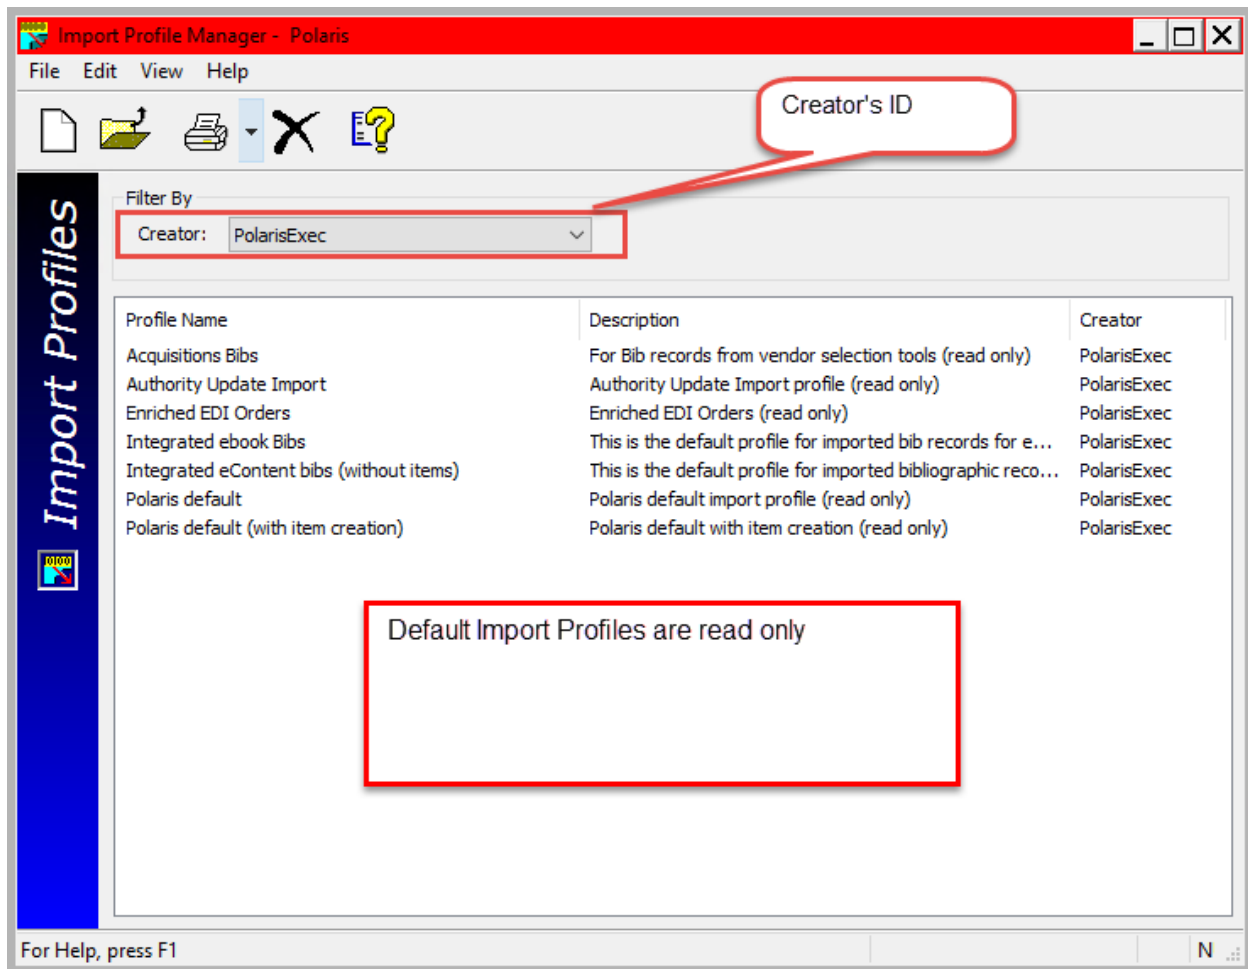 Import Profile Manager - Polaris
File Edit View Help
Creator's ID
Import Profiles
Filter By
Creator: PolarisExec
Profile Name Description Creator
Acquisitions Bibs For Bib records from vendor selection tools (read only) PolarisExec
Authority Update Import Authority Update Import profile (read only) PolarisExec
Enriched EDI Orders Enriched EDI Orders (read only) PolarisExec
Integrated ebook Bibs This is the default profile for imported bib records for e... PolarisExec
Integrated eContent bibs (without items) This is the default profile for imported bibliographic reco... PolarisExec
Polaris default Polaris default import profile (read only) PolarisExec
Polaris default (with item creation) Polaris default with item creation (read only) PolarisExec
Default Import Profiles are read only
For Help, press F1 N